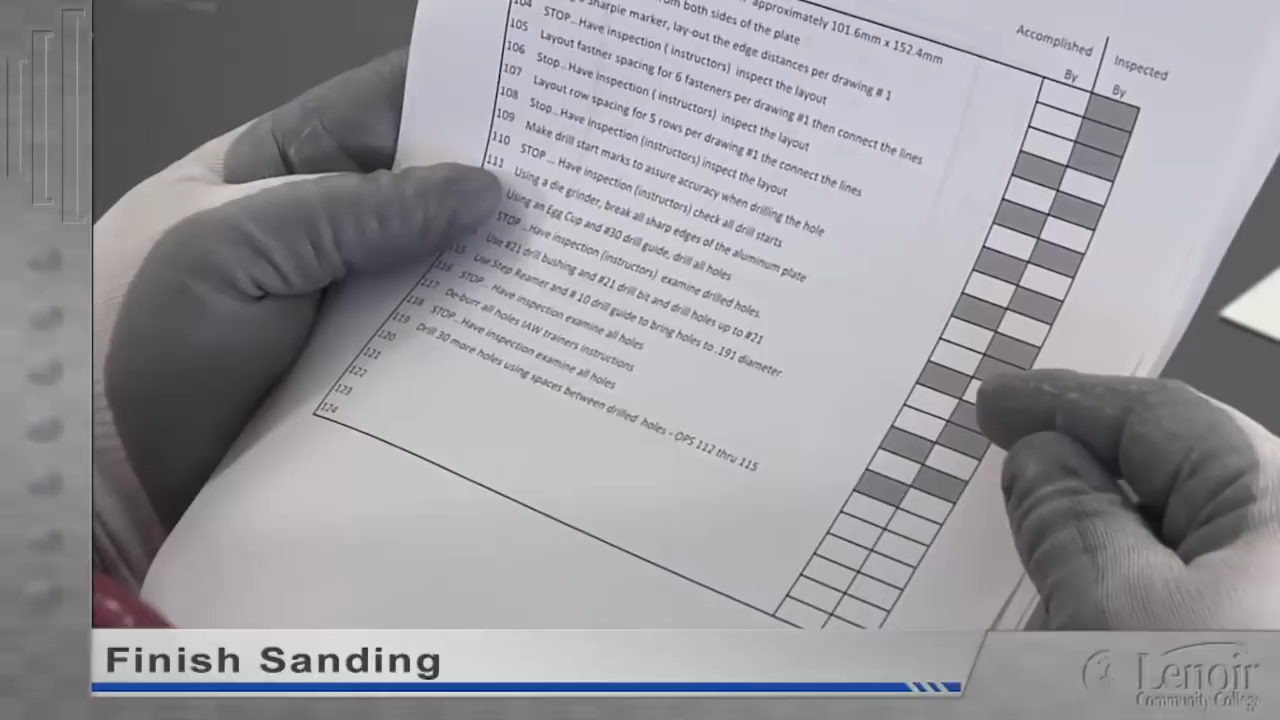 approximately 101.6mm x 152.4mm
from both sides of the plate
104 Sharpie marker, lay-out the edge distances per drawing # 1
105 STOP...Have inspection ( instructors) inspect the layout
106 Layout fastner spacing for 6 fasteners per drawing #1 then connect the lines
107 Stop...Have inspection ( instructors) inspect the layout
108 Layout row spacing for 5 rows per drawing #1 the connect the lines
109 Stop...Have inspection (instructors) inspect the layout
110 Make drill start marks to assure accuracy when drilling the hole
111 STOP ... Have inspection (instructors) check all drill starts
Using a die grinder, break all sharp edges of the aluminum plate
Using an Egg Cup and #30 drill guide, drill all holes
STOP ..Have inspection (instructors) examine drilled holes.
115 Use #21 drill bushing and #21 drill bit and drill holes up to #21
116 Use Step Reamer and # 10 drill guide to bring holes to .191 diameter
117 STOP... Have inspection examine all holes
118 De-burr all holes IAW trainers instructions
119 STOP...Have inspection examine all holes
120 Drill 30 more holes using spaces between drilled holes - OPS 112 thru 115
121
122
123
124
Accomplished
By
Inspected
By
Finish Sanding
Lenoir
Community College